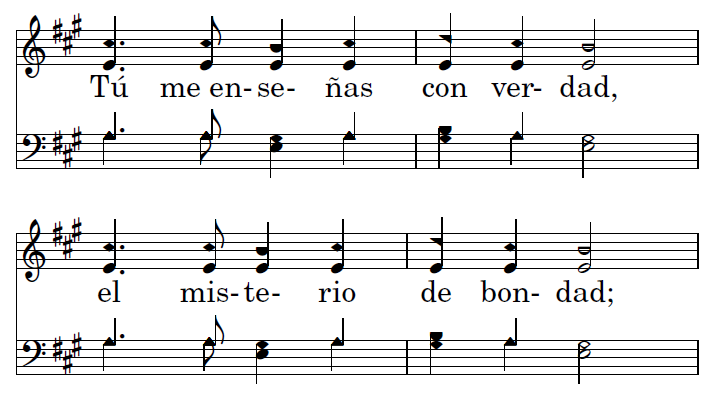 Tú me en- se- ñas con ver- dad,
el mis- te- rio de bon- dad;